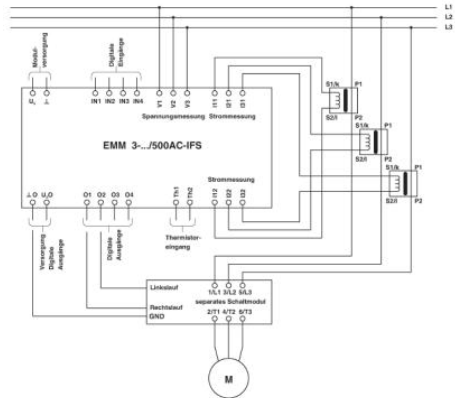 L1
L2
L3
Modul-
versorgung
Digitale
Eingänge
U
⊥
IN1 IN2 IN3 IN4
V1 V2 V3
I11 I21 I31
Spannungsmessung Strommessung
EMM 3-.../500AC-IFS
Strommessung
⊥O
O1 O2 O3 O4
Th1 Th2
I12 I22 I32
Versorgung
Digitale
Ausgänge
Digitale
Ausgänge
Thermistor-
eingang
S1/k P1
S2/l P2
S1/k P1
S2/l P2
S1/k P1
S2/l P2
Linkslauf
1/L1 3/L2 5/L3
separates Schaltmodul
Rechtslauf
GND
2/T1 4/T2 6/T3
M